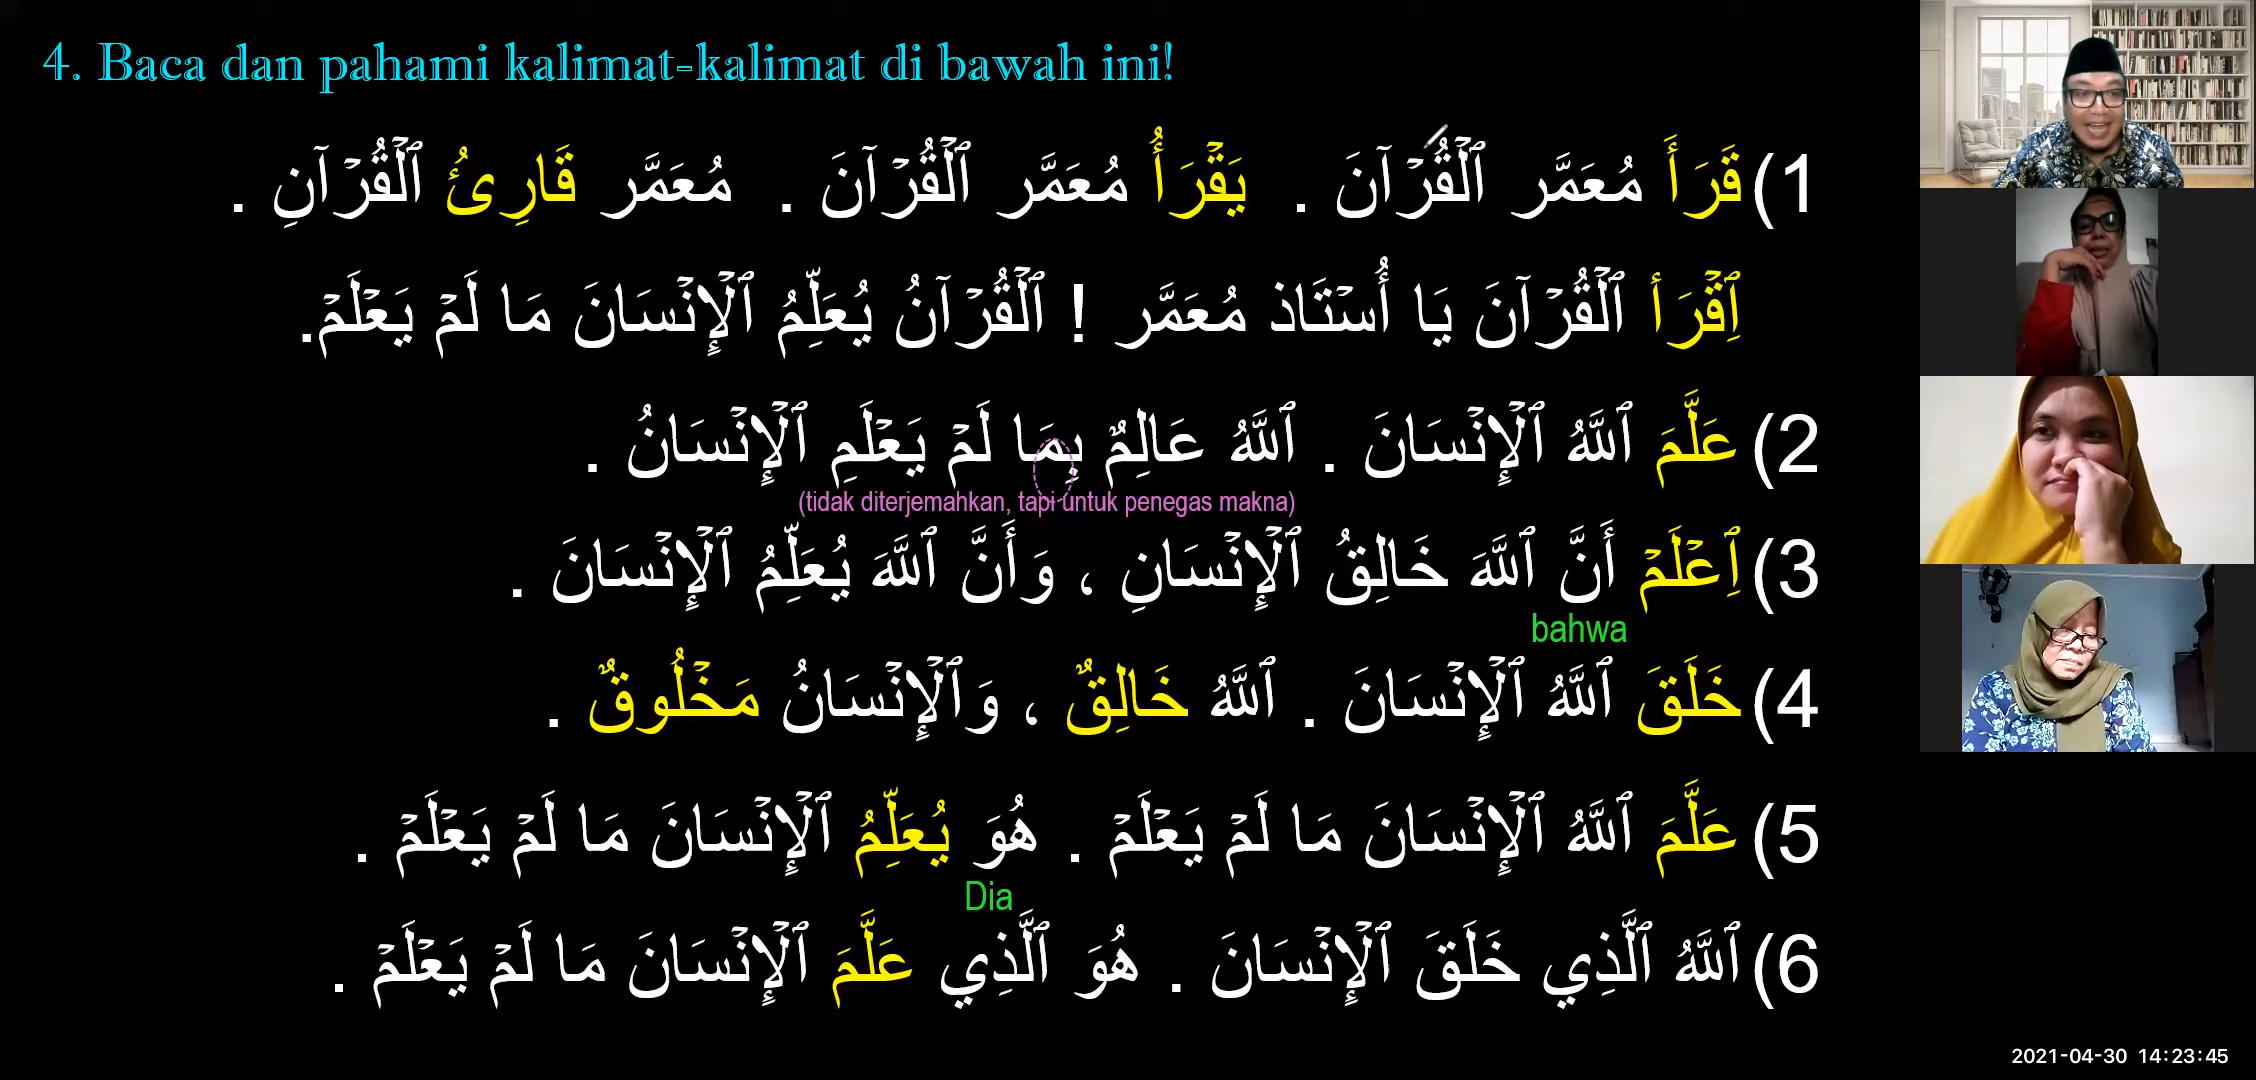 4. Baca dan pahami kalimat-kalimat di bawah ini!
1) قَرَأَ مُعَمَّر ٱلْقُرْآنَ . يَقْرَأُ مُعَمَّر ٱلْقُرْآنَ . مُعَمَّر قَارِئُ ٱلْقُرْآنِ .
ٱِقْرَأ ٱلْقُرْآنَ يَا أُسْتَاذ مُعَمَّر ! ٱلْقُرْآنُ يُعَلِّمُ ٱلْإِنْسَانَ مَا لَمْ يَعْلَمْ.
2) عَلَّمَ ٱللَّهُ ٱلْإِنْسَانَ . ٱللَّهُ عَالِمٌ بِمَا لَمْ يَعْلَمِ ٱلْإِنْسَانُ .
(tidak diterjemahkan, tapi untuk penegas makna)
3) ٱِعْلَمْ أَنَّ ٱللَّهَ خَالِقُ ٱلْإِنْسَانِ ، وَأَنَّ ٱللَّهَ يُعَلِّمُ ٱلْإِنْسَانَ .
bahwa
4) خَلَقَ ٱللَّهُ ٱلْإِنْسَانَ . ٱللَّهُ خَالِقٌ ، وَٱلْإِنْسَانُ مَخْلُوقٌ .
5) عَلَّمَ ٱللَّهُ ٱلْإِنْسَانَ مَا لَمْ يَعْلَمْ . هُوَ يُعَلِّمُ ٱلْإِنْسَانَ مَا لَمْ يَعْلَمْ .
Dia
6) ٱللَّهُ ٱلَّذِي خَلَقَ ٱلْإِنْسَانَ . هُوَ ٱلَّذِي عَلَّمَ ٱلْإِنْسَانَ مَا لَمْ يَعْلَمْ .
2021-04-30 14:23:45